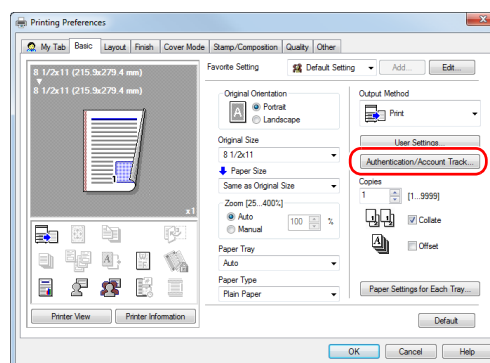 Printing Preferences
My Tab Basic Layout Finish Cover Mode Stamp/Composition Quality Other
8 1/2x11 (215.9x279.4 mm)
8 1/2x11 (215.9x279.4 mm)
1
x1
Printer View Printer Information
Favorite Setting Default Setting Add... Edit...
Original Orientation
A Portrait
Landscape
Original Size
8 1/2x11
Paper Size
Same as Original Size
Zoom [25...400%]
Auto
Manual
100 %
Paper Tray
Auto
Paper Type
Plain Paper
Output Method
Print
User Settings...
Authentication/Account Track...
Copies
1 [1...9999]
Collate
Offset
Paper Settings for Each Tray...
Default
OK Cancel Help